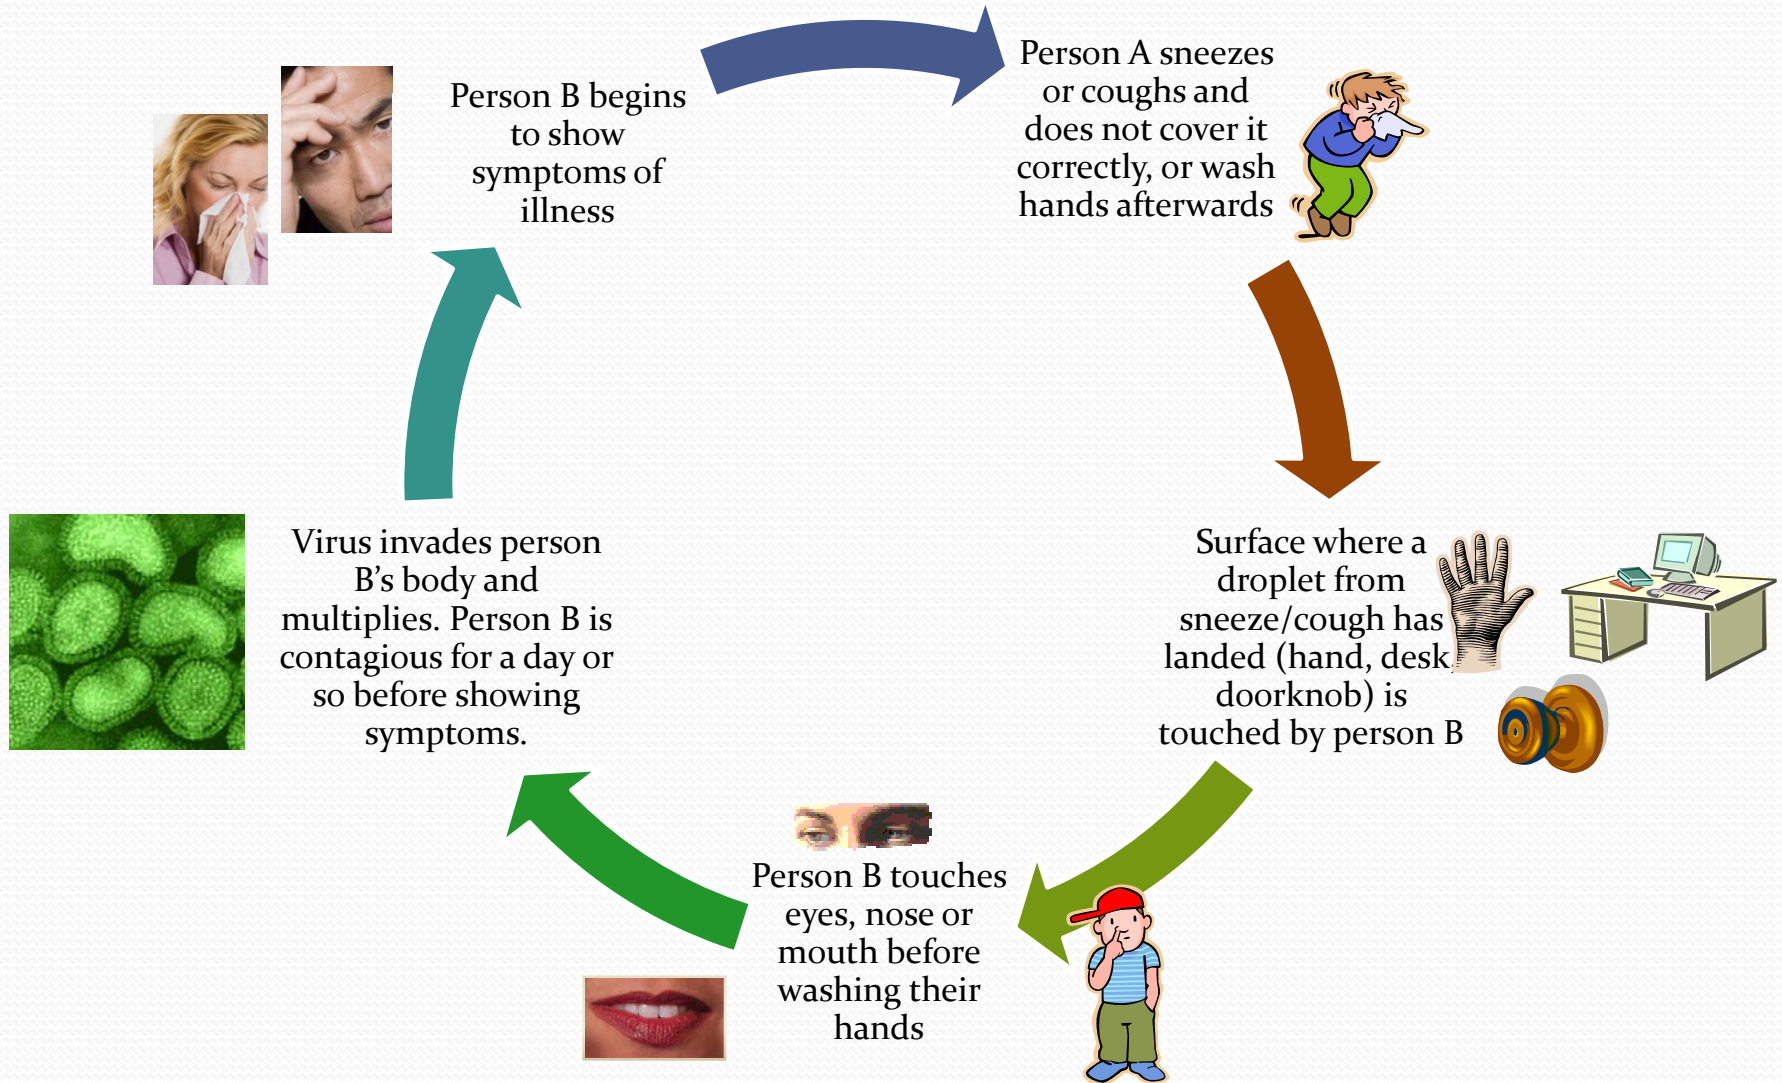 Person A sneezes
or coughs and
does not cover it
correctly, or wash
hands afterwards
Surface where a
droplet from
sneeze/cough has
landed (hand, desk,
doorknob) is
touched by person B
Person B touches
eyes, nose or
mouth before
washing their
hands
Virus invades person
B’s body and
multiplies. Person B is
contagious for a day or
so before showing
symptoms.
Person B begins
to show
symptoms of
illness